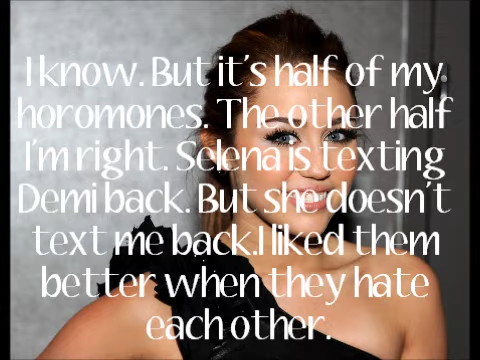 I know. But it's half of my
horomones. The other half
I'm right. Selena is texting
Demi back. But she doesn't
text me back.I liked them
better when they hate
each other.